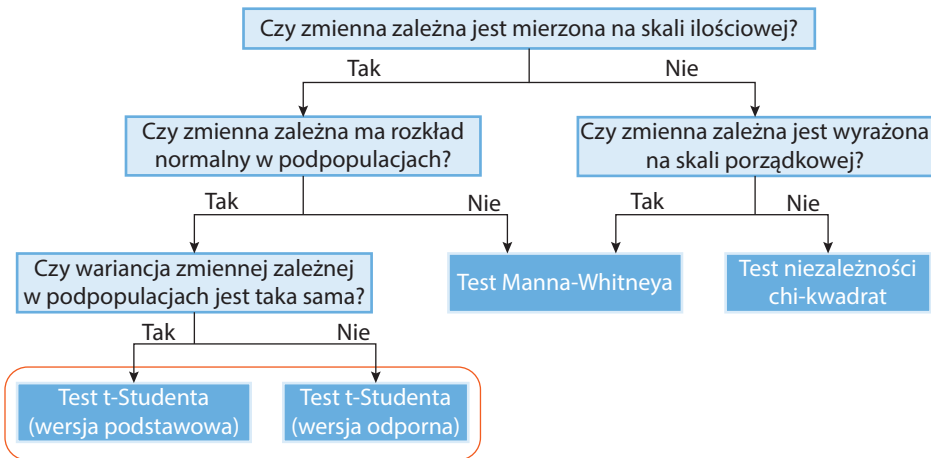 Czy zmienna zależna jest mierzona na skali ilościowej?
Tak
Nie
Czy zmienna zależna ma rozkład
normalny w podpopulacjach?
Czy zmienna zależna jest wyrażona
na skali porządkowej?
Tak
Nie
Tak
Nie
Czy wariancja zmiennej zależnej
w podpopulacjach jest taka sama?
Test Manna-Whitneya
Test niezależności
chi-kwadrat
Tak
Nie
Test t-Studenta
(wersja podstawowa)
Test t-Studenta
(wersja odporna)